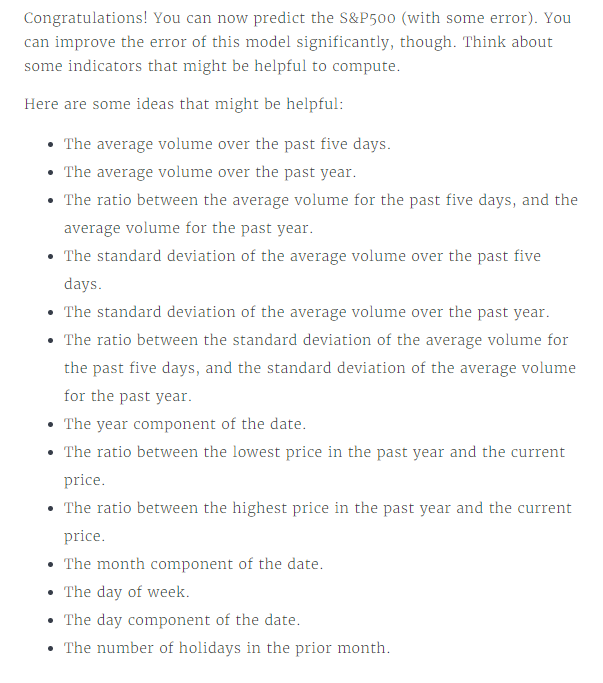 Congratulations! You can now predict the S&P500 (with some error). You
can improve the error of this model significantly, though. Think about
some indicators that might be helpful to compute.
Here are some ideas that might be helpful:
• The average volume over the past five days.
• The average volume over the past year.
• The ratio between the average volume for the past five days, and the
average volume for the past year.
• The standard deviation of the average volume over the past five
days.
• The standard deviation of the average volume over the past year.
• The ratio between the standard deviation of the average volume for
the past five days, and the standard deviation of the average volume
for the past year.
• The year component of the date.
• The ratio between the lowest price in the past year and the current
price.
• The ratio between the highest price in the past year and the current
price.
• The month component of the date.
• The day of week.
• The day component of the date.
• The number of holidays in the prior month.